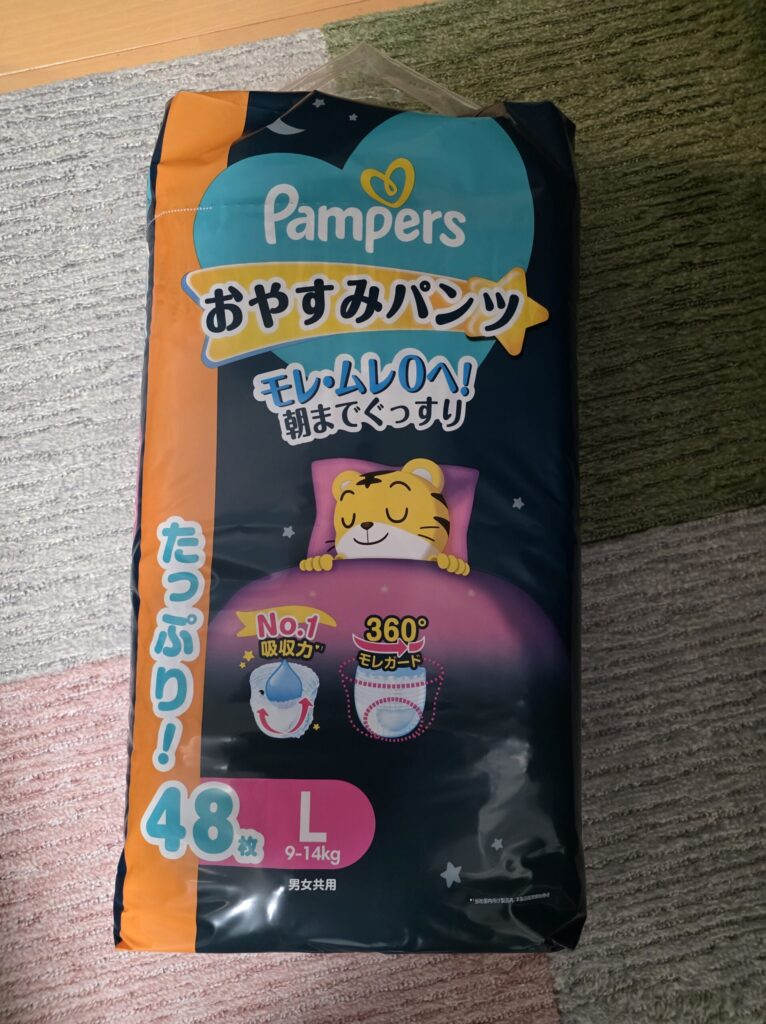 Pampers
おやすみパンツ
モレ・ムレ0へ!
朝までぐっすり
たっぷり!
48枚
No.1
吸収力*1
360°
モレガード
L
9-14kg
男女共用